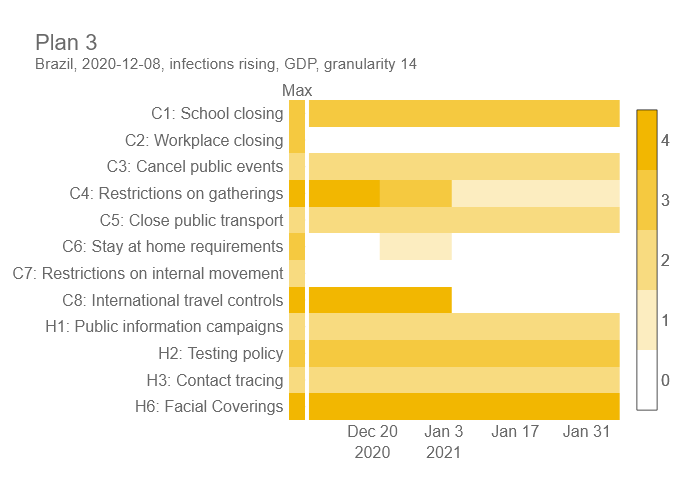 Plan 3
Brazil, 2020-12-08, infections rising, GDP, granularity 14
Max
C1: School closing
C2: Workplace closing
C3: Cancel public events
C4: Restrictions on gatherings
C5: Close public transport
C6: Stay at home requirements
C7: Restrictions on internal movement
C8: International travel controls
H1: Public information campaigns
H2: Testing policy
H3: Contact tracing
H6: Facial Coverings
Dec 20 Jan 3 Jan 17 Jan 31
2020 2021
4
3
2
1
0